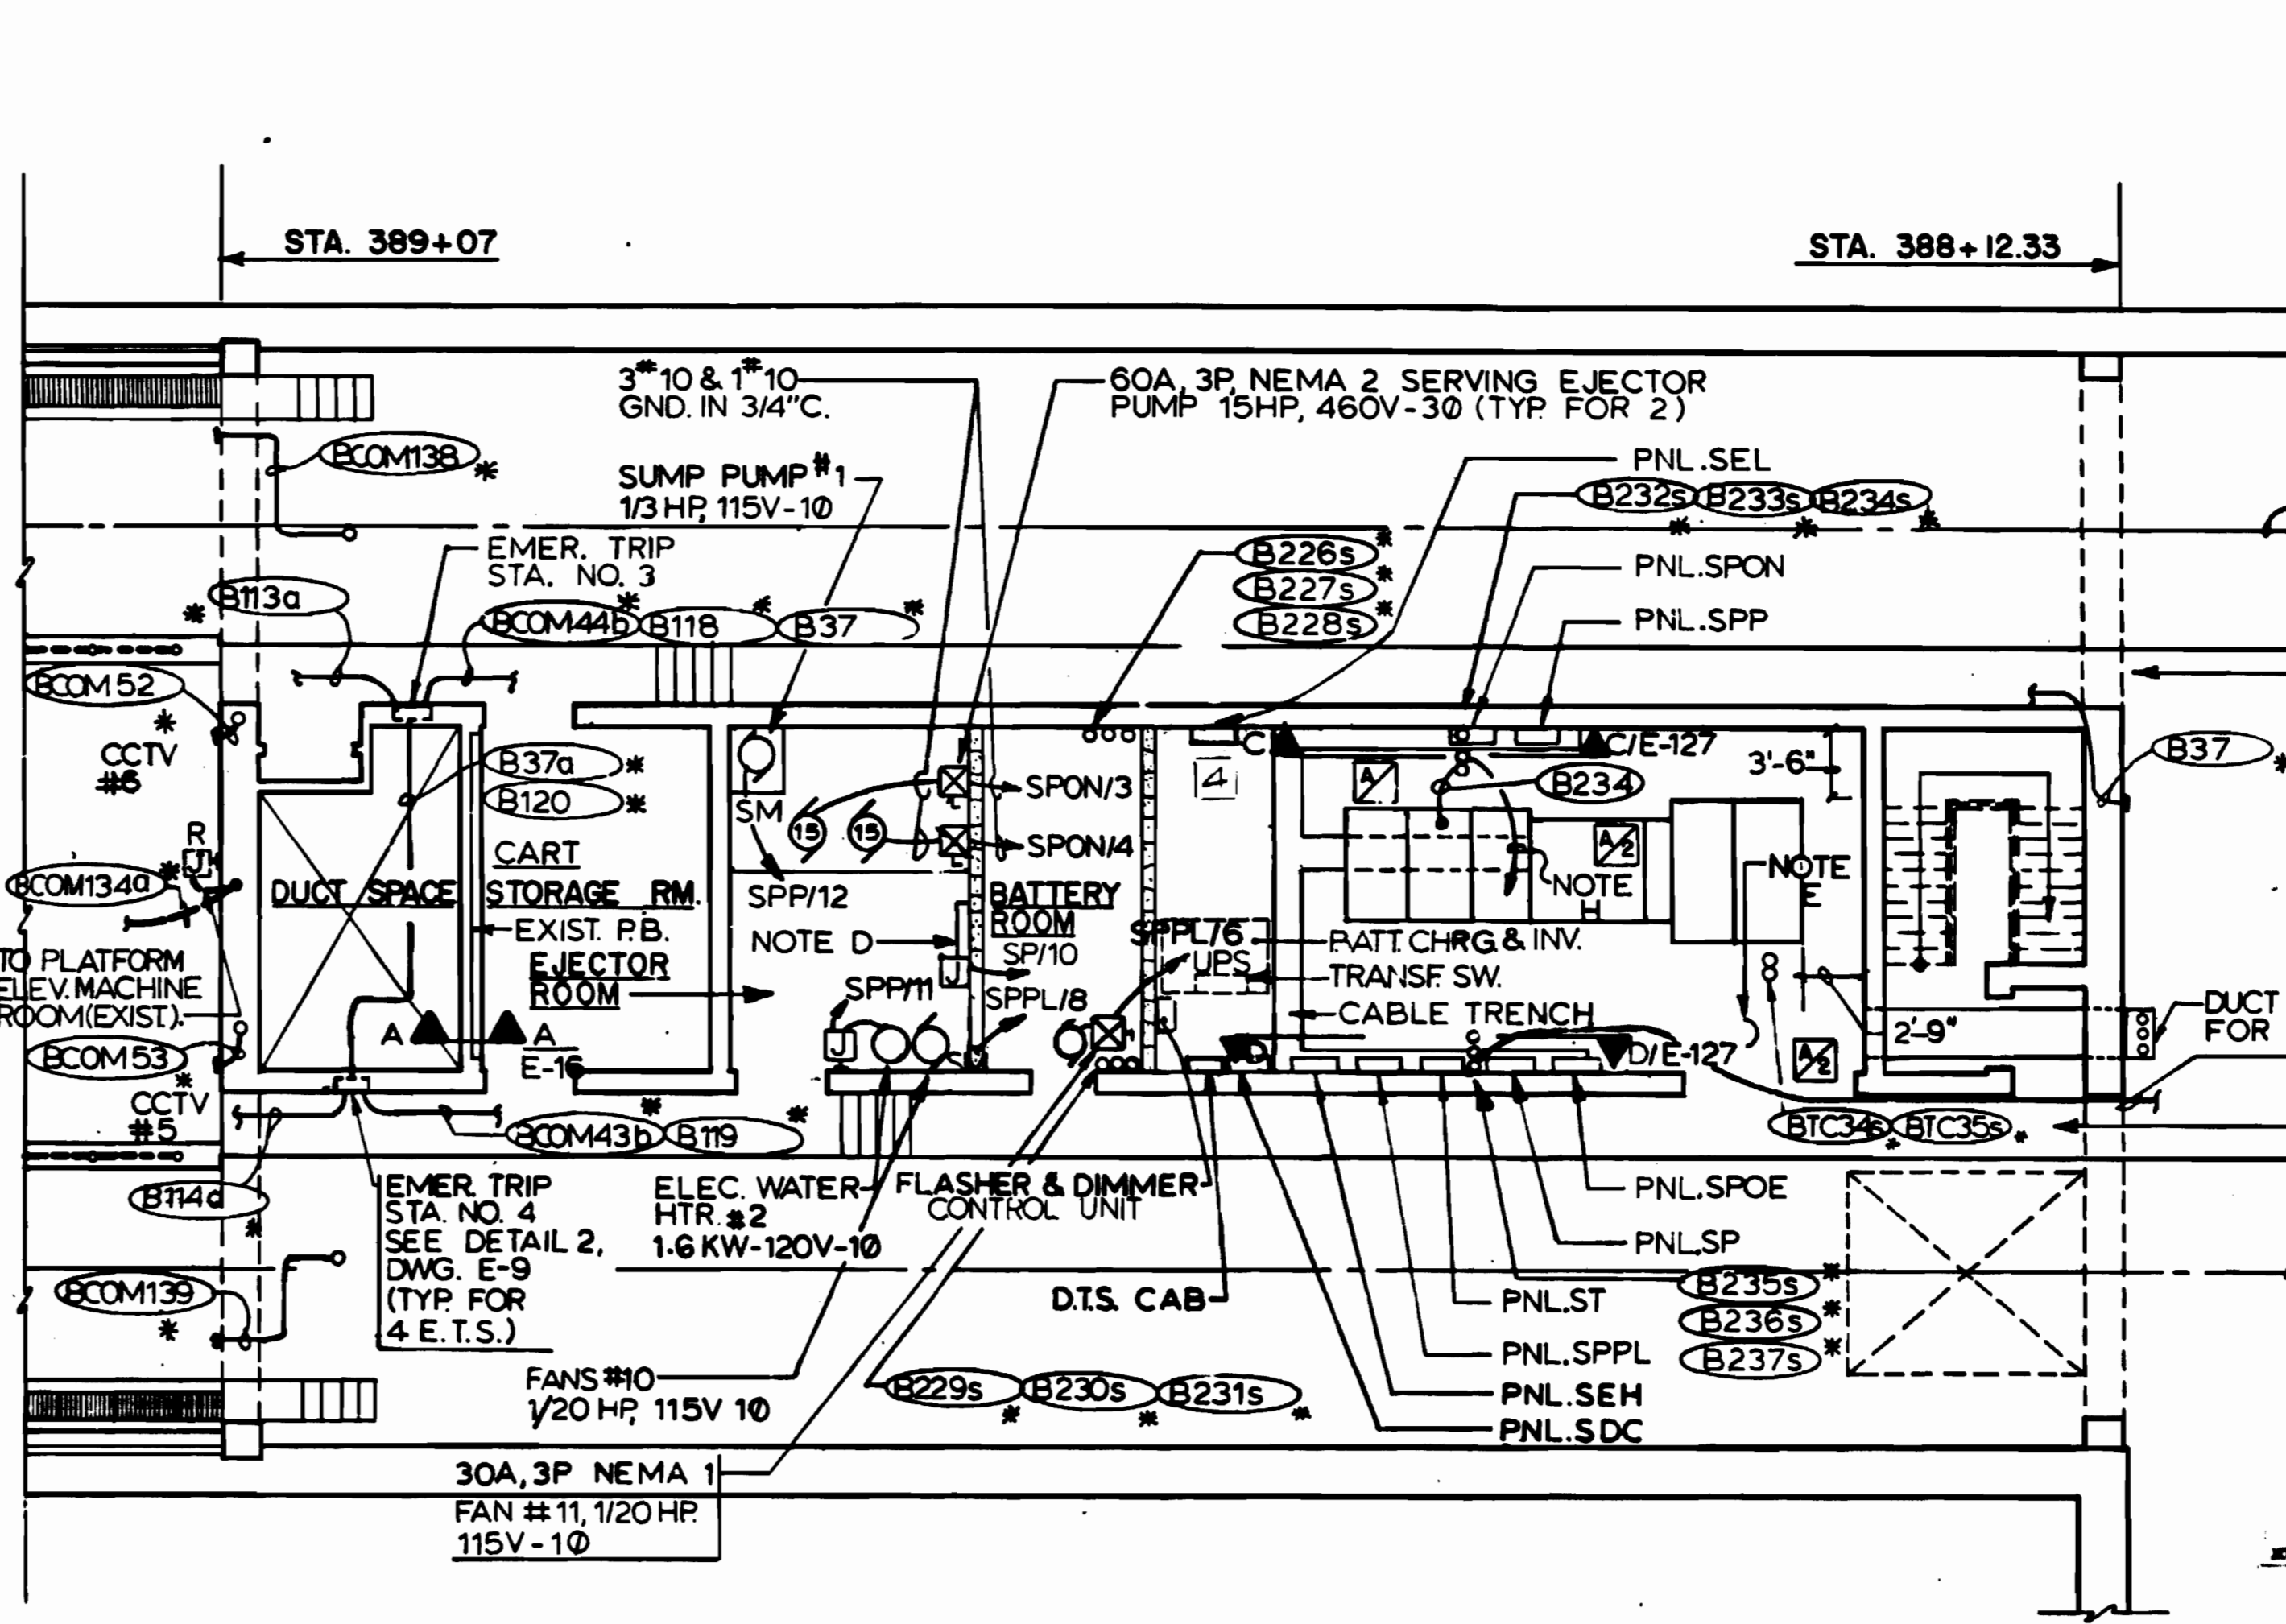 STA. 389+07
STA. 388+12.33
3#10 & 1#10
GND. IN 3/4"C.
60A, 3P, NEMA 2 SERVING EJECTOR
PUMP 15HP, 460V-3Ø (TYP. FOR 2)
BCOM138 *
SUMP PUMP #1
1/3 HP, 115V-1Ø
PNL.SEL
B232s B233s B234s
* * *
EMER. TRIP
STA. NO. 3
B226s *
B227s *
B228s *
PNL.SPON
PNL.SPP
* B113a
BCOM44b * B118 * B37 *
BCOM52
*
CCTV
#6
B37a *
B120 *
C
C/E-127
3'-6"
B37 *
4
A/
B234
SPON/3
SPON/4
SM
15 15
A/2
R
J
CART
STORAGE RM.
DUCT SPACE
BCOM134a *
SPP/12
BATTERY
ROOM
NOTE
H
NOTE
E
EXIST. P.B.
NOTE D
SP/10
SPPL/6
UPS
BATT. CHRG & INV.
TRANSF. SW.
CABLE TRENCH
TO PLATFORM
ELEV. MACHINE
ROOM (EXIST.)
EJECTOR
ROOM
J
SPP/11
SPPL/8
J
A A
E-16
BCOM53
*
D/E-127
2'-9"
A/2
DUCT
FOR
CCTV
#5
BCOM43b * B119 *
BTC34s * BTC35s *
B114a
*
EMER. TRIP
STA. NO. 4
SEE DETAIL 2,
DWG. E-9
(TYP. FOR
4 E.T.S.)
ELEC. WATER
HTR. #2
1.6 KW-120V-1Ø
FLASHER & DIMMER
CONTROL UNIT
PNL.SPOE
PNL.SP
BCOM139
*
D.T.S. CAB
PNL.ST
B235s *
B236s *
B237s *
PNL.SPPL
FANS #10
1/20 HP, 115V 1Ø
B229s B230s B231s
* * *
PNL.SEH
PNL.SDC
30A, 3P NEMA 1
FAN #11, 1/20 HP.
115V-1Ø